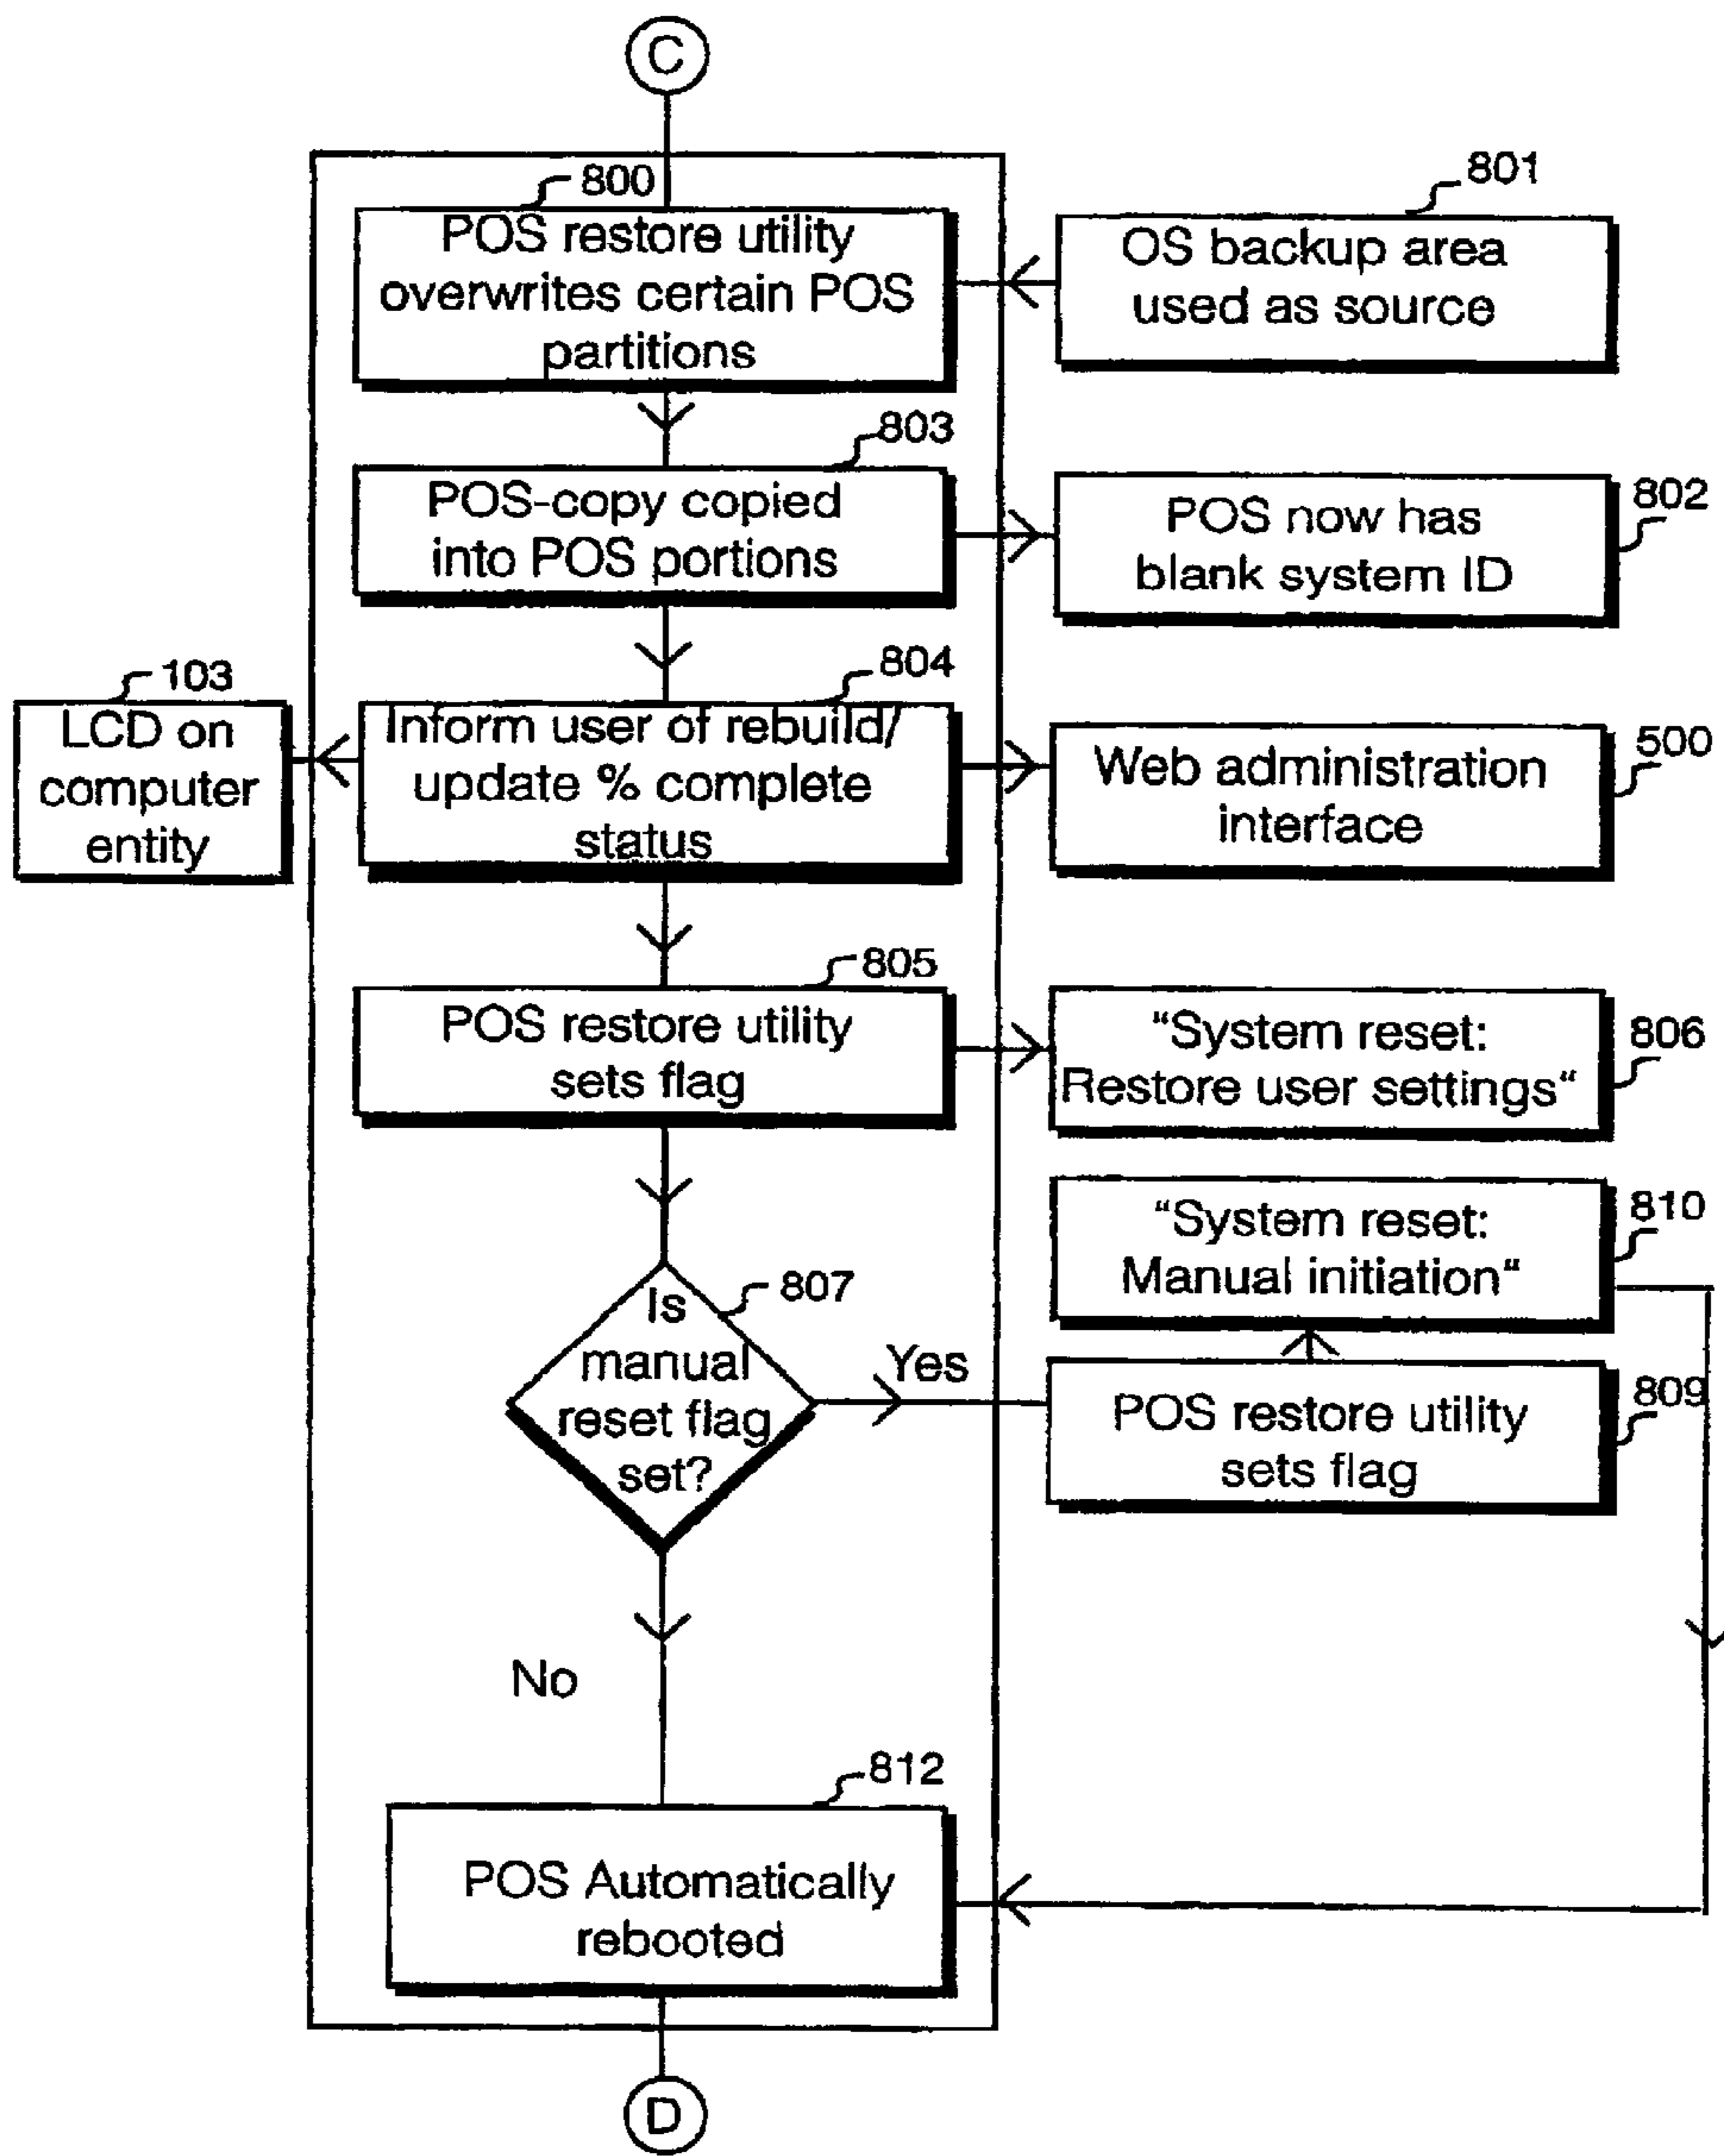 C
800
POS restore utility
overwrites certain POS
partitions
801
OS backup area
used as source
803
POS-copy copied
into POS portions
802
POS now has
blank system ID
103
LCD on
computer
entity
804
Inform user of rebuild/
update % complete
status
500
Web administration
interface
805
POS restore utility
sets flag
806
“System reset:
Restore user settings“
810
“System reset:
Manual initiation“
807
Is
manual
reset flag
set?
Yes
809
POS restore utility
sets flag
No
812
POS Automatically
rebooted
D